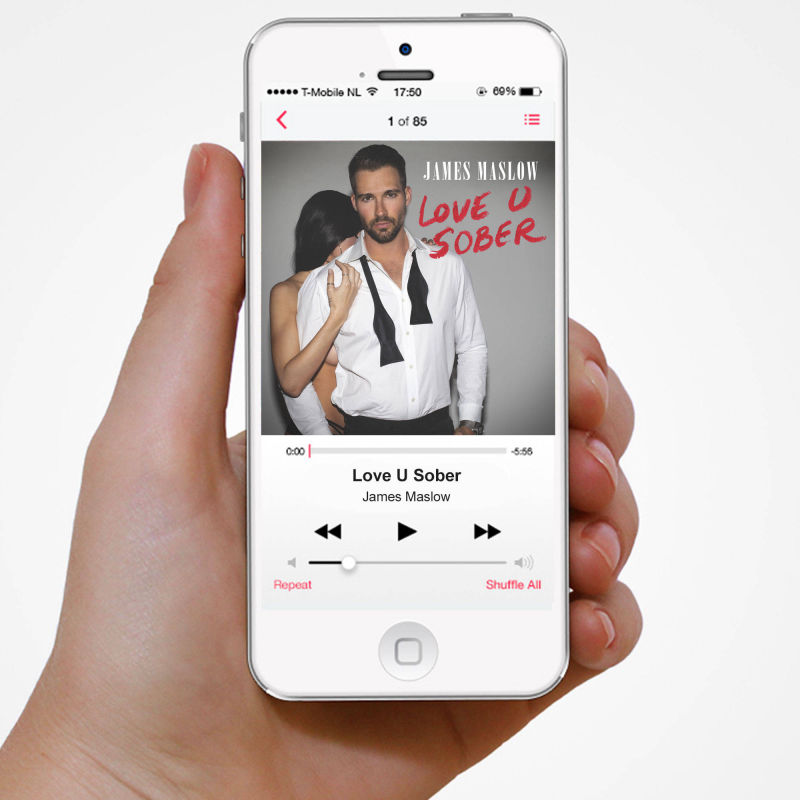 T-Mobile NL 17:50 69%
1 of 85
JAMES MASLOW
LOVE U
SOBER
0:00 -5:56
Love U Sober
James Maslow
Repeat Shuffle All